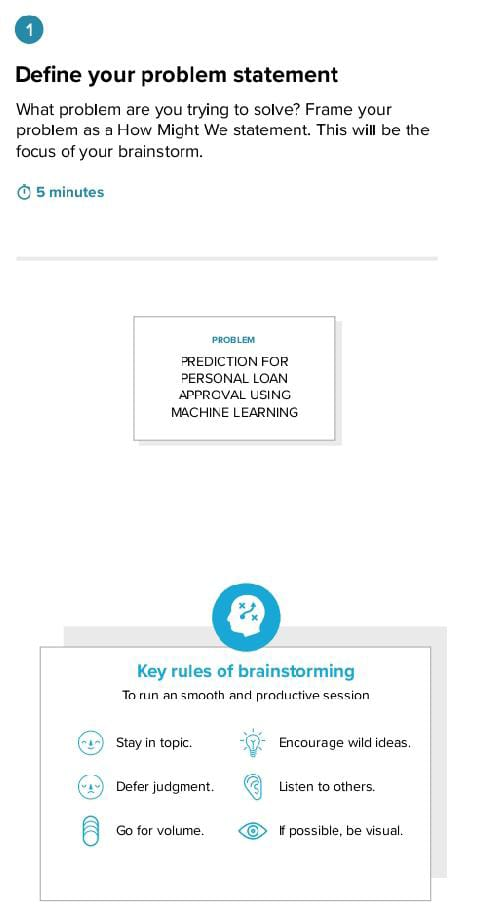 1
Define your problem statement
What problem are you trying to solve? Frame your
problem as a How Might We statement. This will be the
focus of your brainstorm.
5 minutes
PROBLEM
PREDICTION FOR
PERSONAL LOAN
APPROVAL USING
MACHINE LEARNING
Key rules of brainstorming
To run an smooth and productive session
Stay in topic.
Encourage wild ideas.
Defer judgment.
Listen to others.
Go for volume.
If possible, be visual.